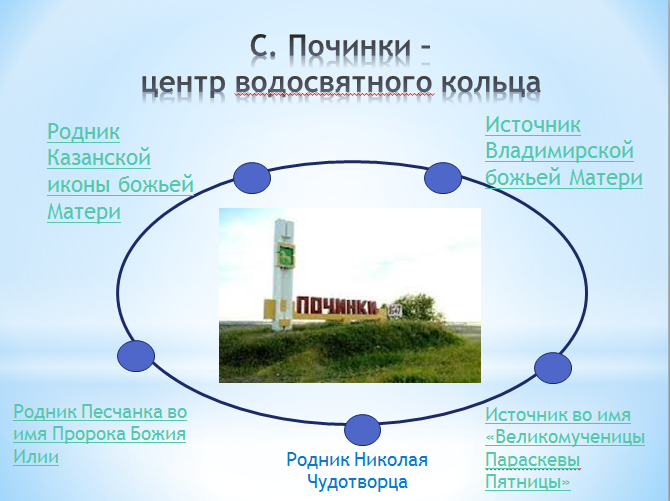 С. Починки –
центр водосвятного кольца
Родник
Казанской
иконы божьей
Матери
Источник
Владимирской
божьей Матери
ПОЧИНКИ
1647
Родник Песчанка во
имя Пророка Божия
Илии
Родник Николая
Чудотворца
Источник во имя
«Великомученицы
Параскевы
Пятницы»